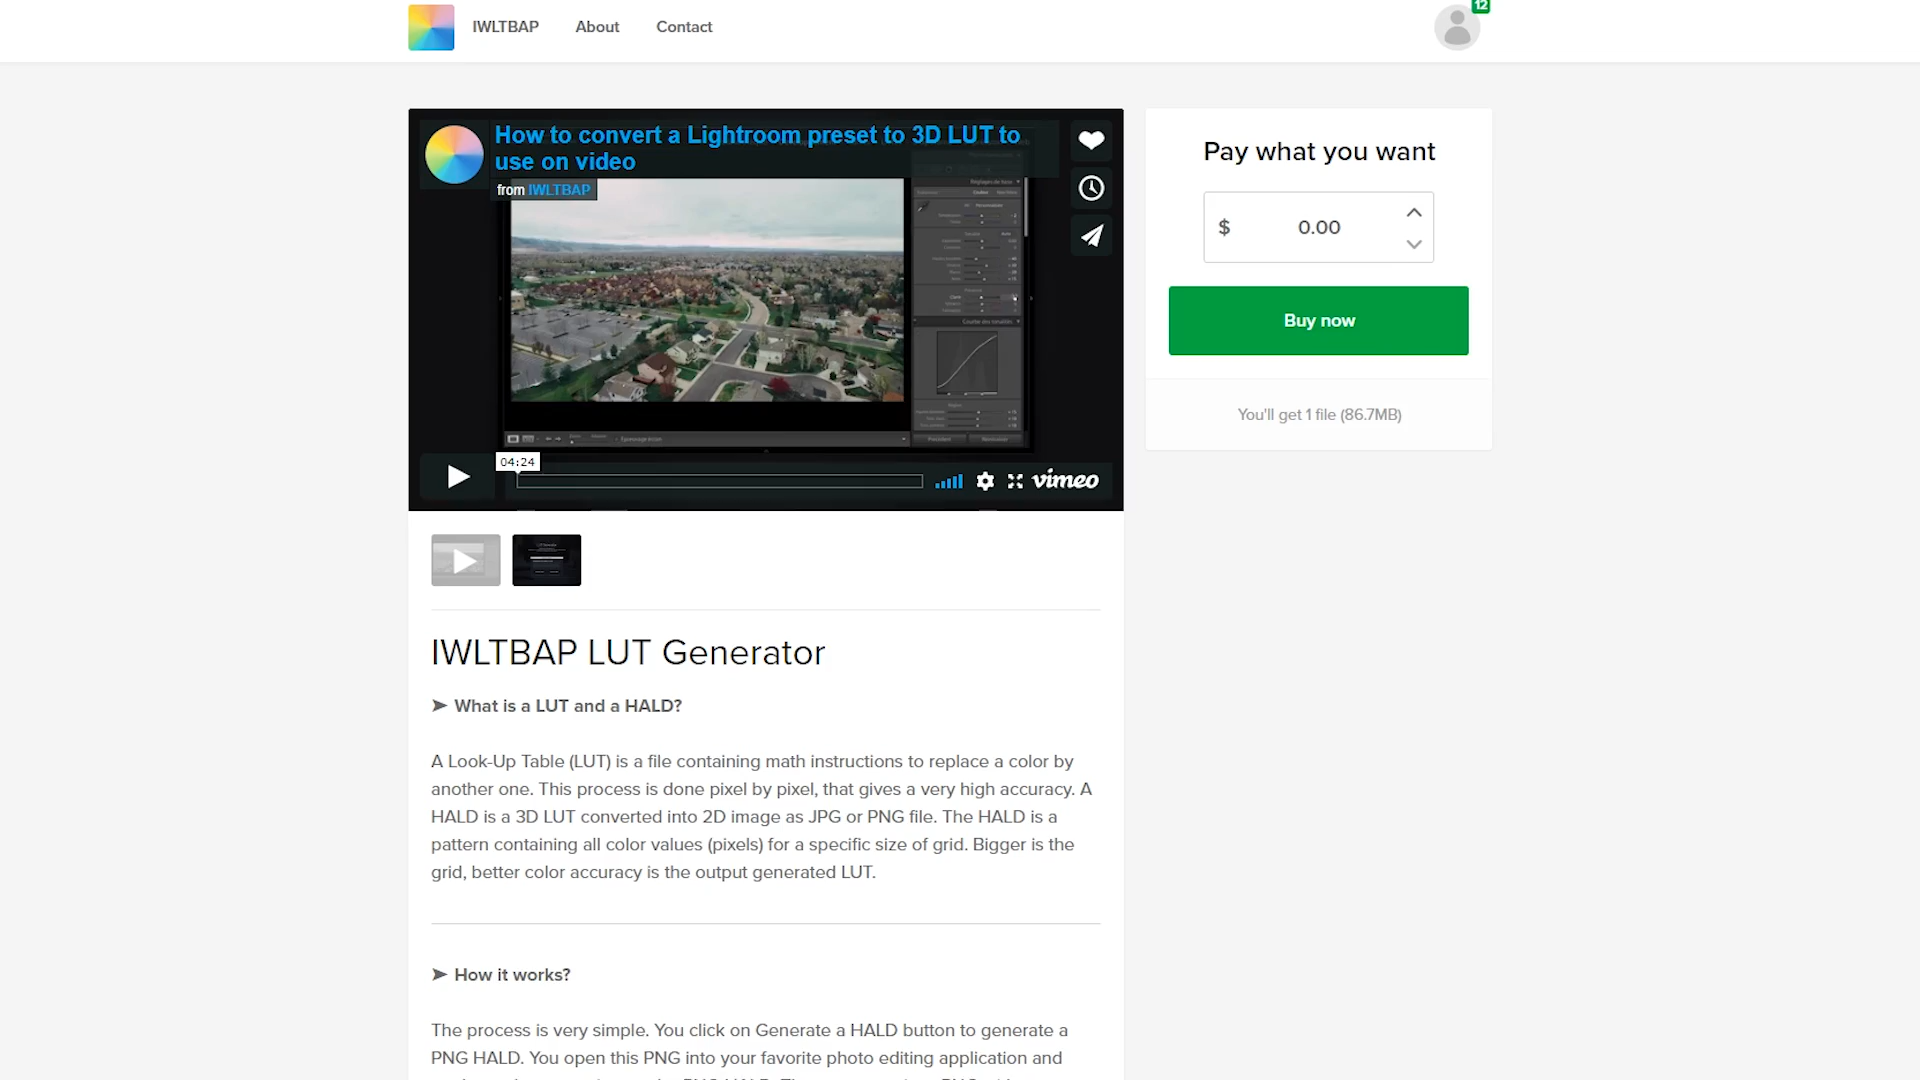 IWLTBAP
About
Contact
12
How to convert a Lightroom preset to 3D LUT to
use on video
from IWLTBAP
04:24
vimeo
Pay what you want
$ 0.00
Buy now
You'll get 1 file (86.7MB)
IWLTBAP LUT Generator
➤ What is a LUT and a HALD?
A Look-Up Table (LUT) is a file containing math instructions to replace a color by
another one. This process is done pixel by pixel, that gives a very high accuracy. A
HALD is a 3D LUT converted into 2D image as JPG or PNG file. The HALD is a
pattern containing all color values (pixels) for a specific size of grid. Bigger is the
grid, better color accuracy is the output generated LUT.
➤ How it works?
The process is very simple. You click on Generate a HALD button to generate a
PNG HALD. You open this PNG into your favorite photo editing application and